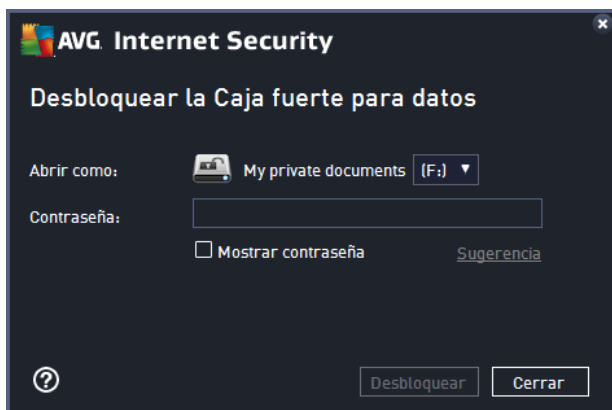 AVG. Internet Security
Desbloquear la Caja fuerte para datos
Abrir como: My private documents (F:)
Contraseña:
Mostrar contraseña Sugerencia
Desbloquear Cerrar